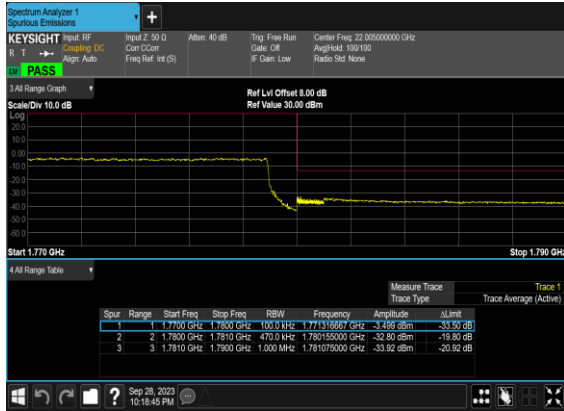 Spectrum Analyzer 1
Spurious Emissions
KEYSIGHT Input: RF Input Z: 50 Ω Atten: 40 dB Trig: Free Run Center Freq: 22.005000000 GHz
R T Coupling: DC Corr CCorr Gate: Off Avg|Hold: 100/100
Align: Auto Freq Ref: Int (S) IF Gain: Low Radio Std: None
PASS
3 All Range Graph
Ref Lvl Offset 8.00 dB
Scale/Div 10.0 dB Ref Value 30.00 dBm
Log
20.0
10.0
0.00
-10.0
-20.0
-30.0
-40.0
-50.0
-60.0
Start 1.770 GHz Stop 1.790 GHz
4 All Range Table
Measure Trace Trace 1
Trace Type Trace Average (Active)
Spur Range Start Freq Stop Freq RBW Frequency Amplitude ΔLimit
1 1 1.7700 GHz 1.7800 GHz 100.0 kHz 1.771316667 GHz -3.499 dBm -33.50 dB
2 2 1.7800 GHz 1.7810 GHz 470.0 kHz 1.780155000 GHz -32.80 dBm -19.80 dB
3 3 1.7810 GHz 1.7900 GHz 1.000 MHz 1.781075000 GHz -33.92 dBm -20.92 dB
Sep 28, 2023
10:18:45 PM